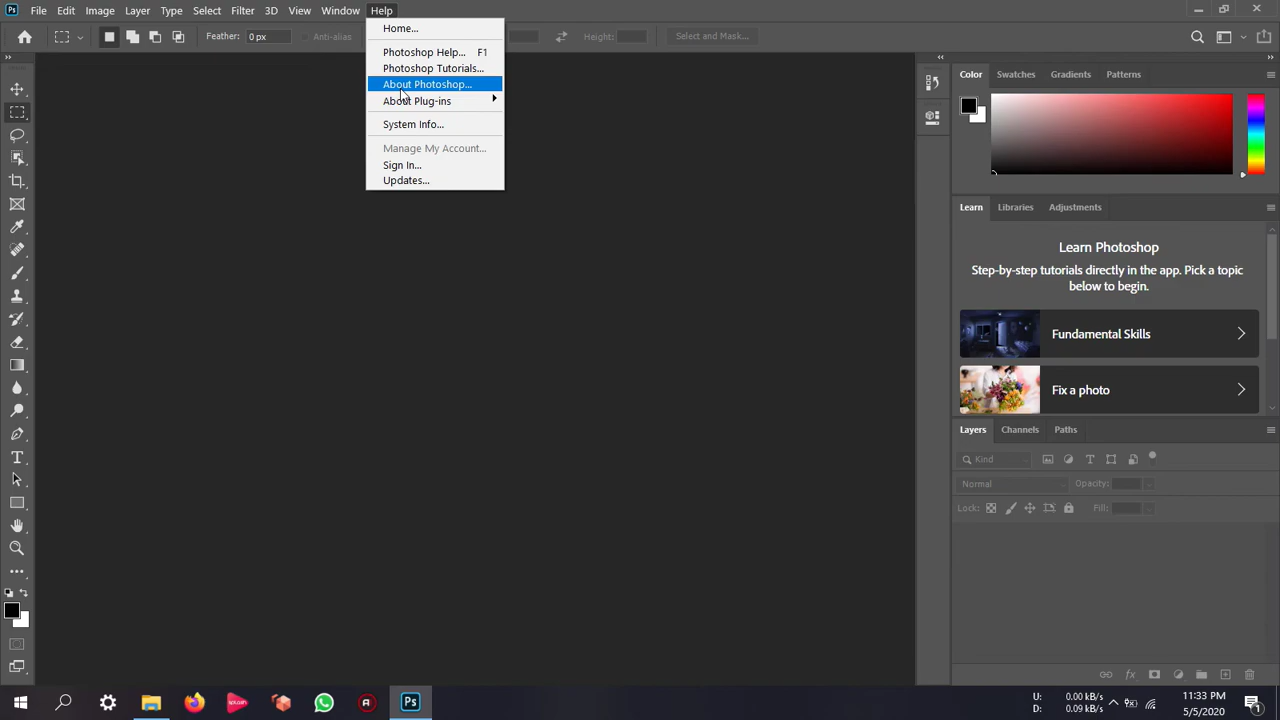 Ps File Edit Image Layer Type Select Filter 3D View Window Help
Feather: 0 px Anti-alias Height: Select and Mask...
Home...
Photoshop Help... F1
Photoshop Tutorials...
About Photoshop...
About Plug-ins
System Info...
Manage My Account...
Sign In...
Updates...
Color Swatches Gradients Patterns
Learn Libraries Adjustments
Learn Photoshop
Step-by-step tutorials directly in the app. Pick a topic
below to begin.
Fundamental Skills
Fix a photo
Layers Channels Paths
Kind
Normal Opacity:
Lock: Fill:
splash Ps
U: 0.00 kB/s
D: 0.09 kB/s
11:33 PM
5/5/2020
1